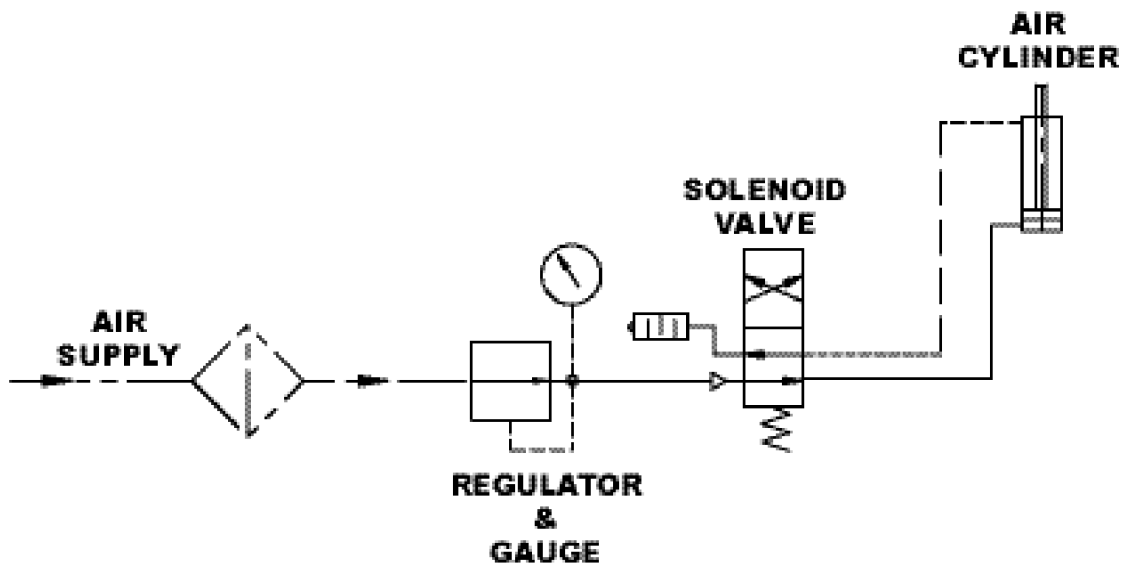 AIR
CYLINDER
SOLENOID
VALVE
AIR
SUPPLY
REGULATOR
&
GAUGE